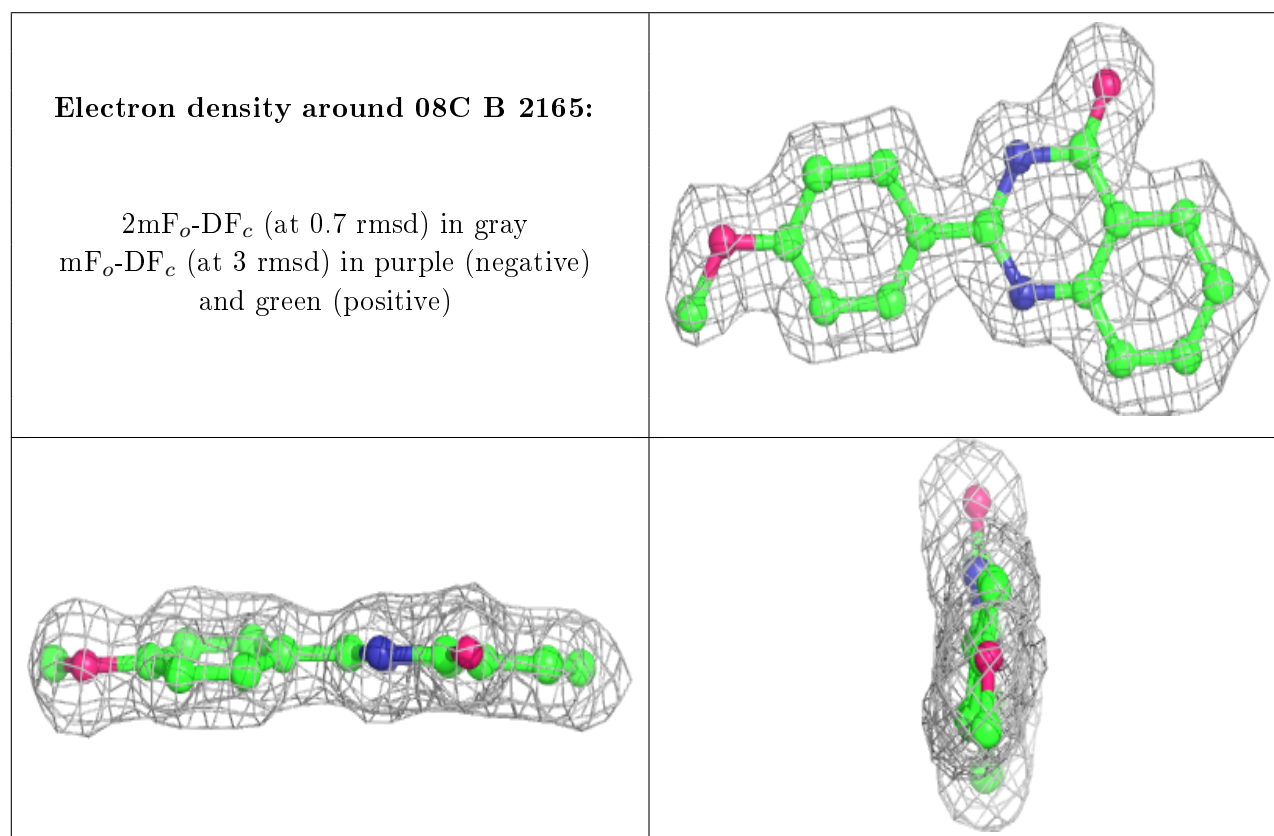 Electron density around 08C B 2165:
2mFo-DFc (at 0.7 rmsd) in gray
mFo-DFc (at 3 rmsd) in purple (negative)
and green (positive)